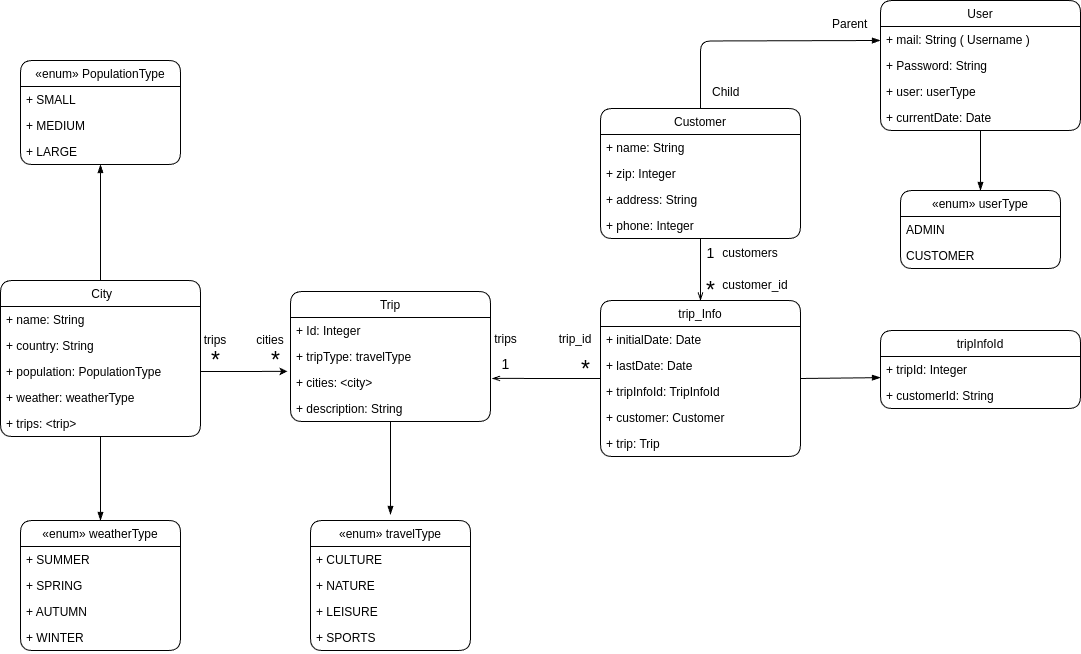 User
+ mail: String ( Username )
+ Password: String
+ user: userType
+ currentDate: Date
Parent
Child
«enum» PopulationType
+ SMALL
+ MEDIUM
+ LARGE
Customer
+ name: String
+ zip: Integer
+ address: String
+ phone: Integer
«enum» userType
ADMIN
CUSTOMER
1 customers
* customer_id
City
+ name: String
+ country: String
+ population: PopulationType
+ weather: weatherType
+ trips: <trip>
trips cities
* *
Trip
+ Id: Integer
+ tripType: travelType
+ cities: <city>
+ description: String
trips trip_id
1 *
trip_Info
+ initialDate: Date
+ lastDate: Date
+ tripInfoId: TripInfoId
+ customer: Customer
+ trip: Trip
tripInfoId
+ tripId: Integer
+ customerId: String
«enum» weatherType
+ SUMMER
+ SPRING
+ AUTUMN
+ WINTER
«enum» travelType
+ CULTURE
+ NATURE
+ LEISURE
+ SPORTS